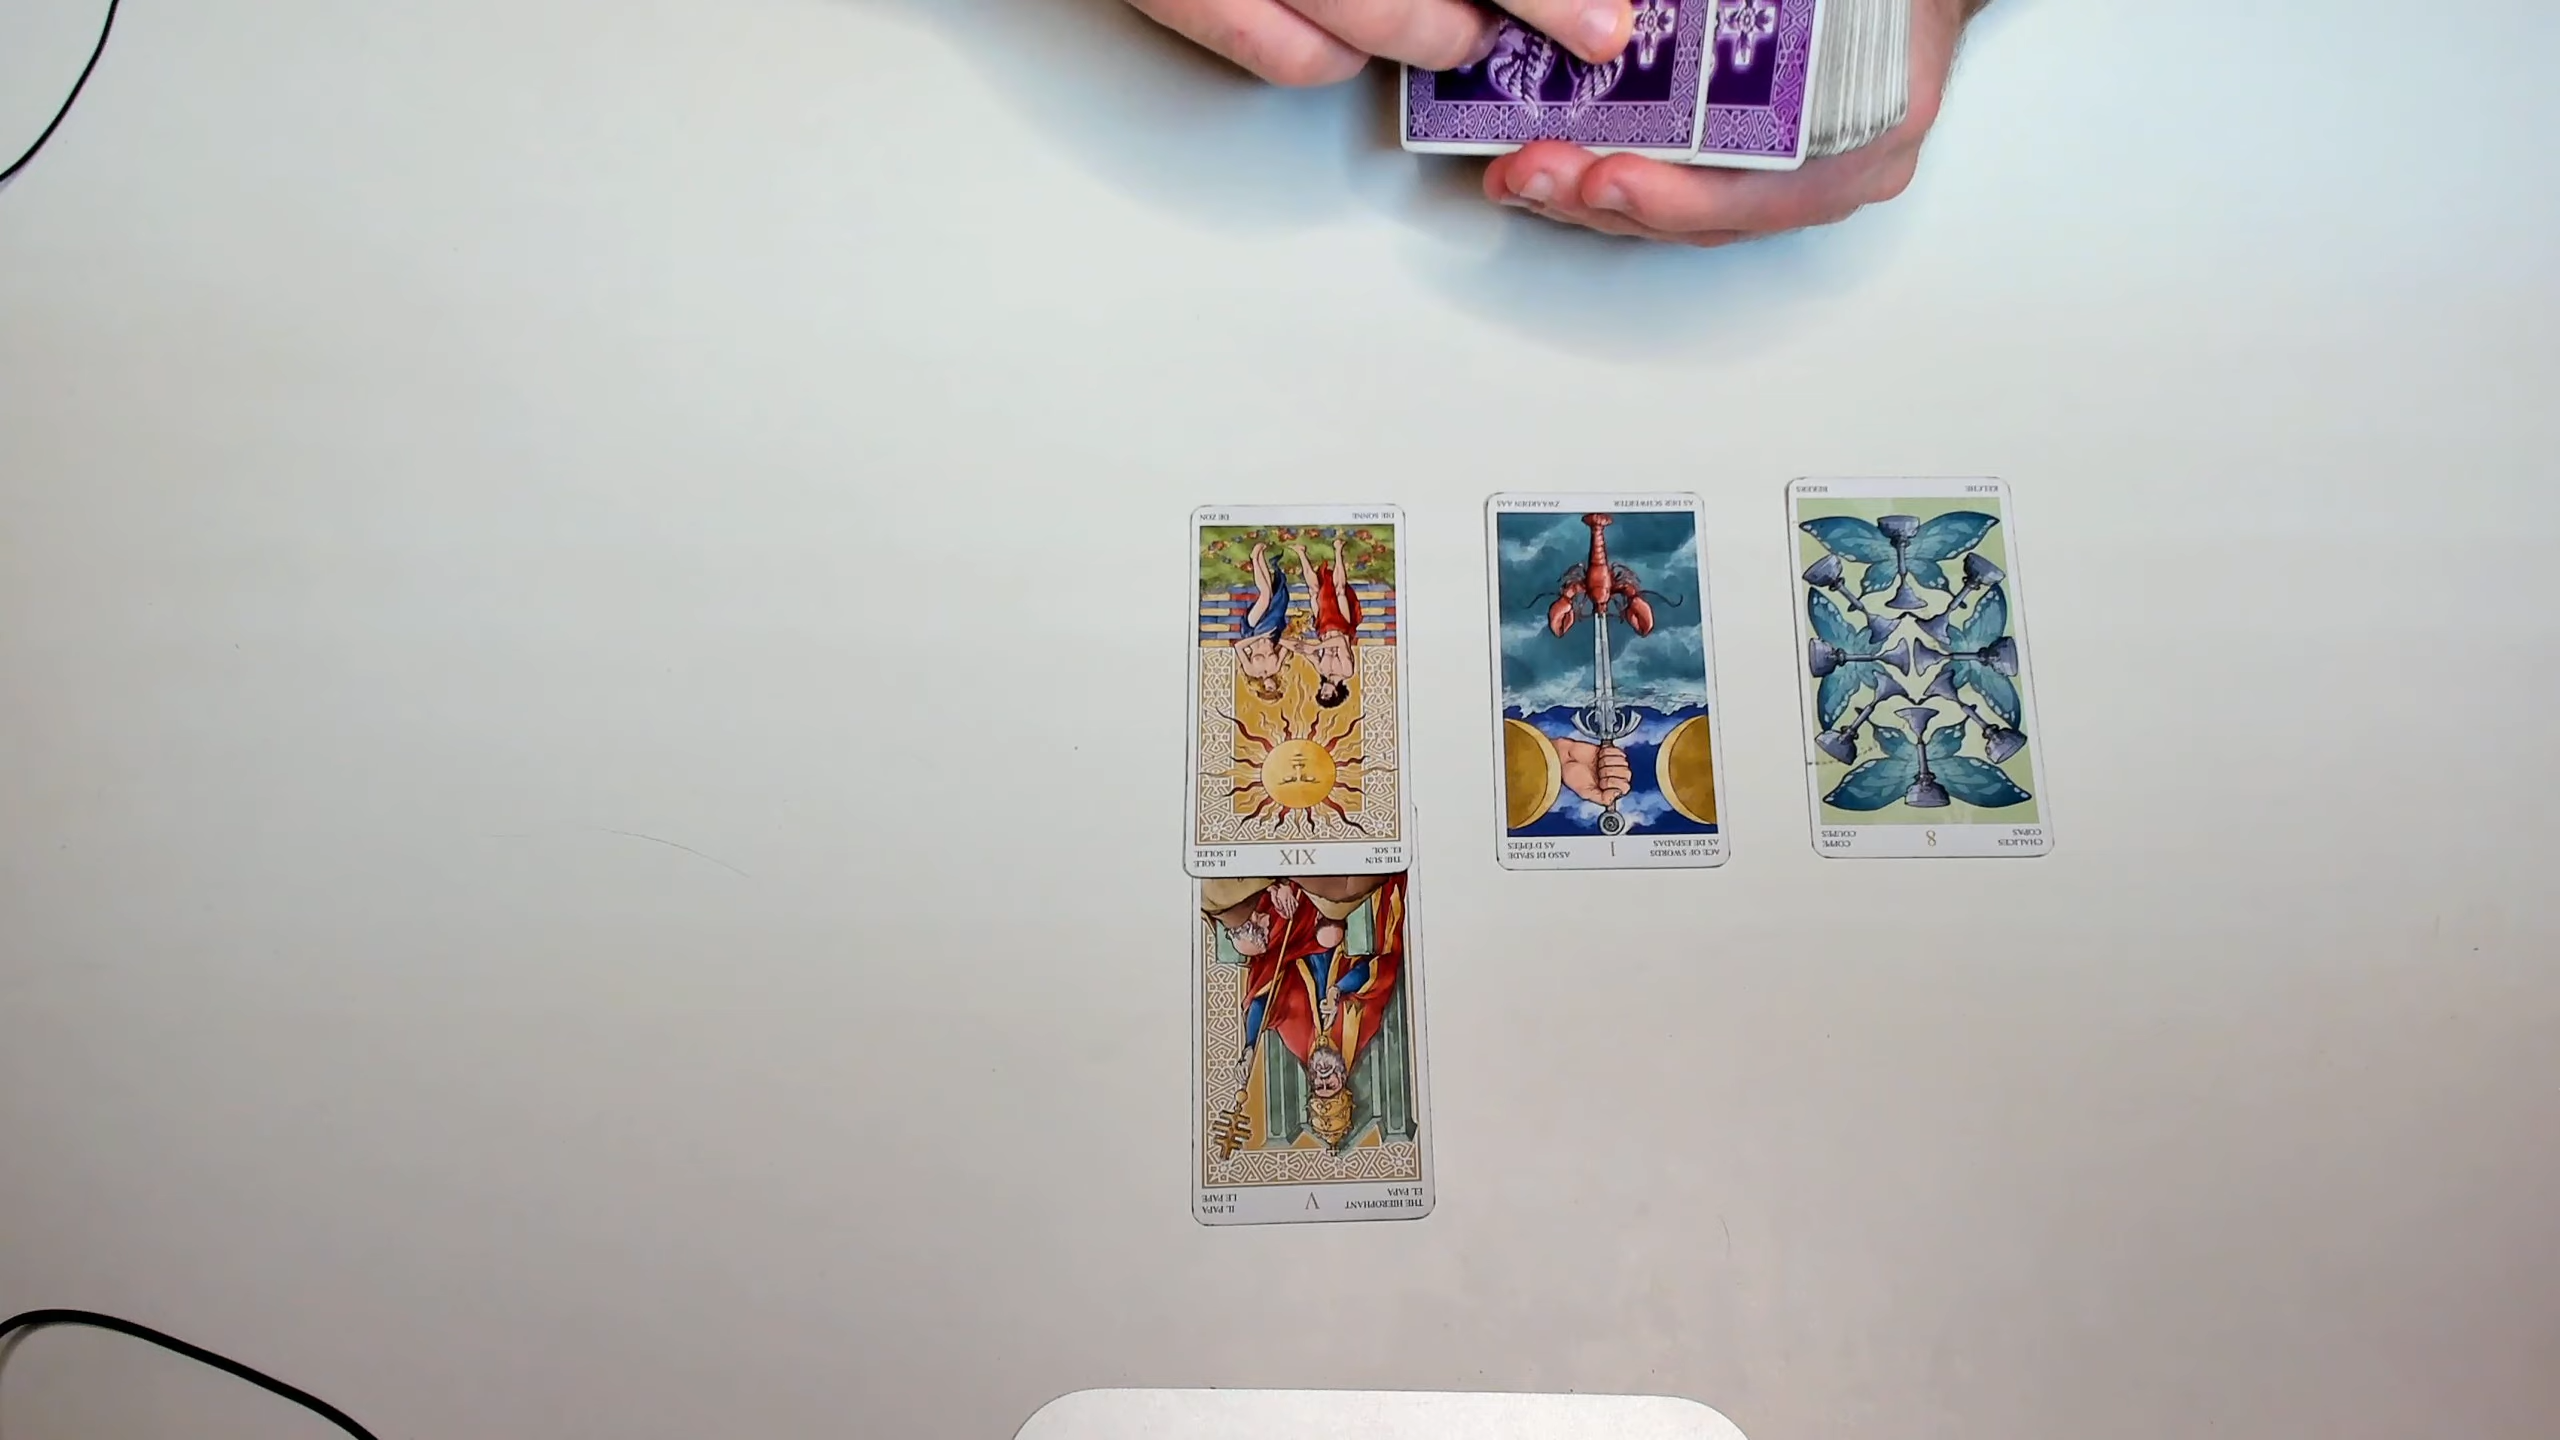 THE SUN
EL SOL
XIX
IL SOLE
LE SOLEIL
DIE SONNE
DE ZON
ACE OF SWORDS
AS DE ESPADAS
I
ASSO DI SPADE
AS D'ÉPÉES
AS DER SCHWERTER
ZWAARDEN AAS
CHALICES
COPAS
8
COPPE
COUPES
KELCHE
BEKERS
THE HIEROPHANT
EL PAPA
V
IL PAPA
LE PAPE